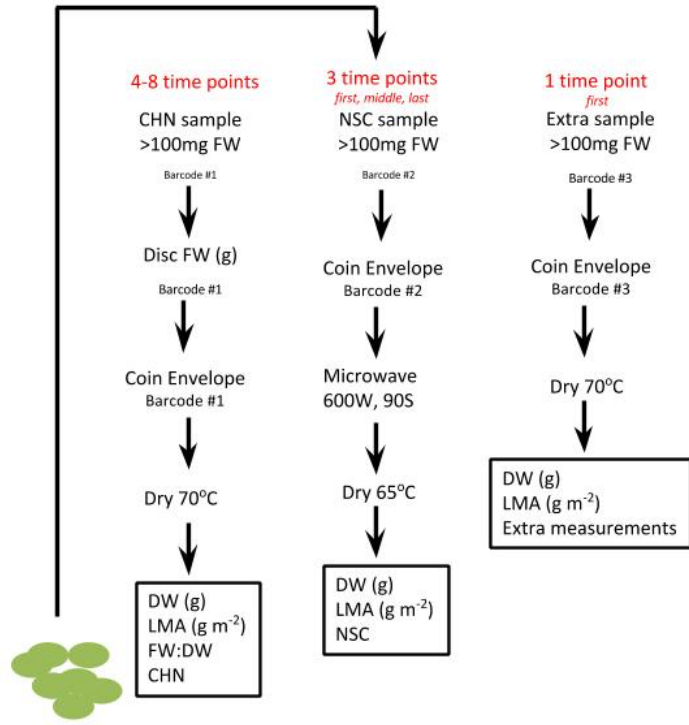 4-8 time points
CHN sample
>100mg FW
Barcode #1
Disc FW (g)
Barcode #1
Coin Envelope
Barcode #1
Dry 70°C
DW (g)
LMA (g m⁻²)
FW:DW
CHN
3 time points
first, middle, last
NSC sample
>100mg FW
Barcode #2
Coin Envelope
Barcode #2
Microwave
600W, 90S
Dry 65°C
DW (g)
LMA (g m⁻²)
NSC
1 time point
first
Extra sample
>100mg FW
Barcode #3
Coin Envelope
Barcode #3
Dry 70°C
DW (g)
LMA (g m⁻²)
Extra measurements